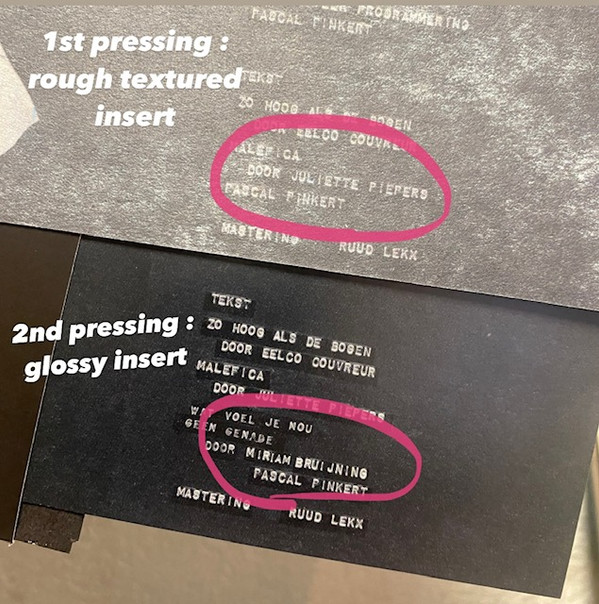 1st pressing :
rough textured
insert
PROGRAMMERING
PASCAL PINKERT
TEKST
ZO HOOG ALS DE BOGEN
DOOR EELCO COUVREUR
MALEFICA
DOOR JULIETTE PIEPERS
PASCAL PINKERT
MASTERING RUUD LEKX
2nd pressing :
glossy insert
TEKST
ZO HOOG ALS DE BOGEN
DOOR EELCO COUVREUR
MALEFICA
DOOR JULIETTE PIEPERS
WAT VOEL JE NOU
GEEN GENADE
DOOR MIRIAM BRUIJNING
PASCAL PINKERT
MASTERING RUUD LEKX